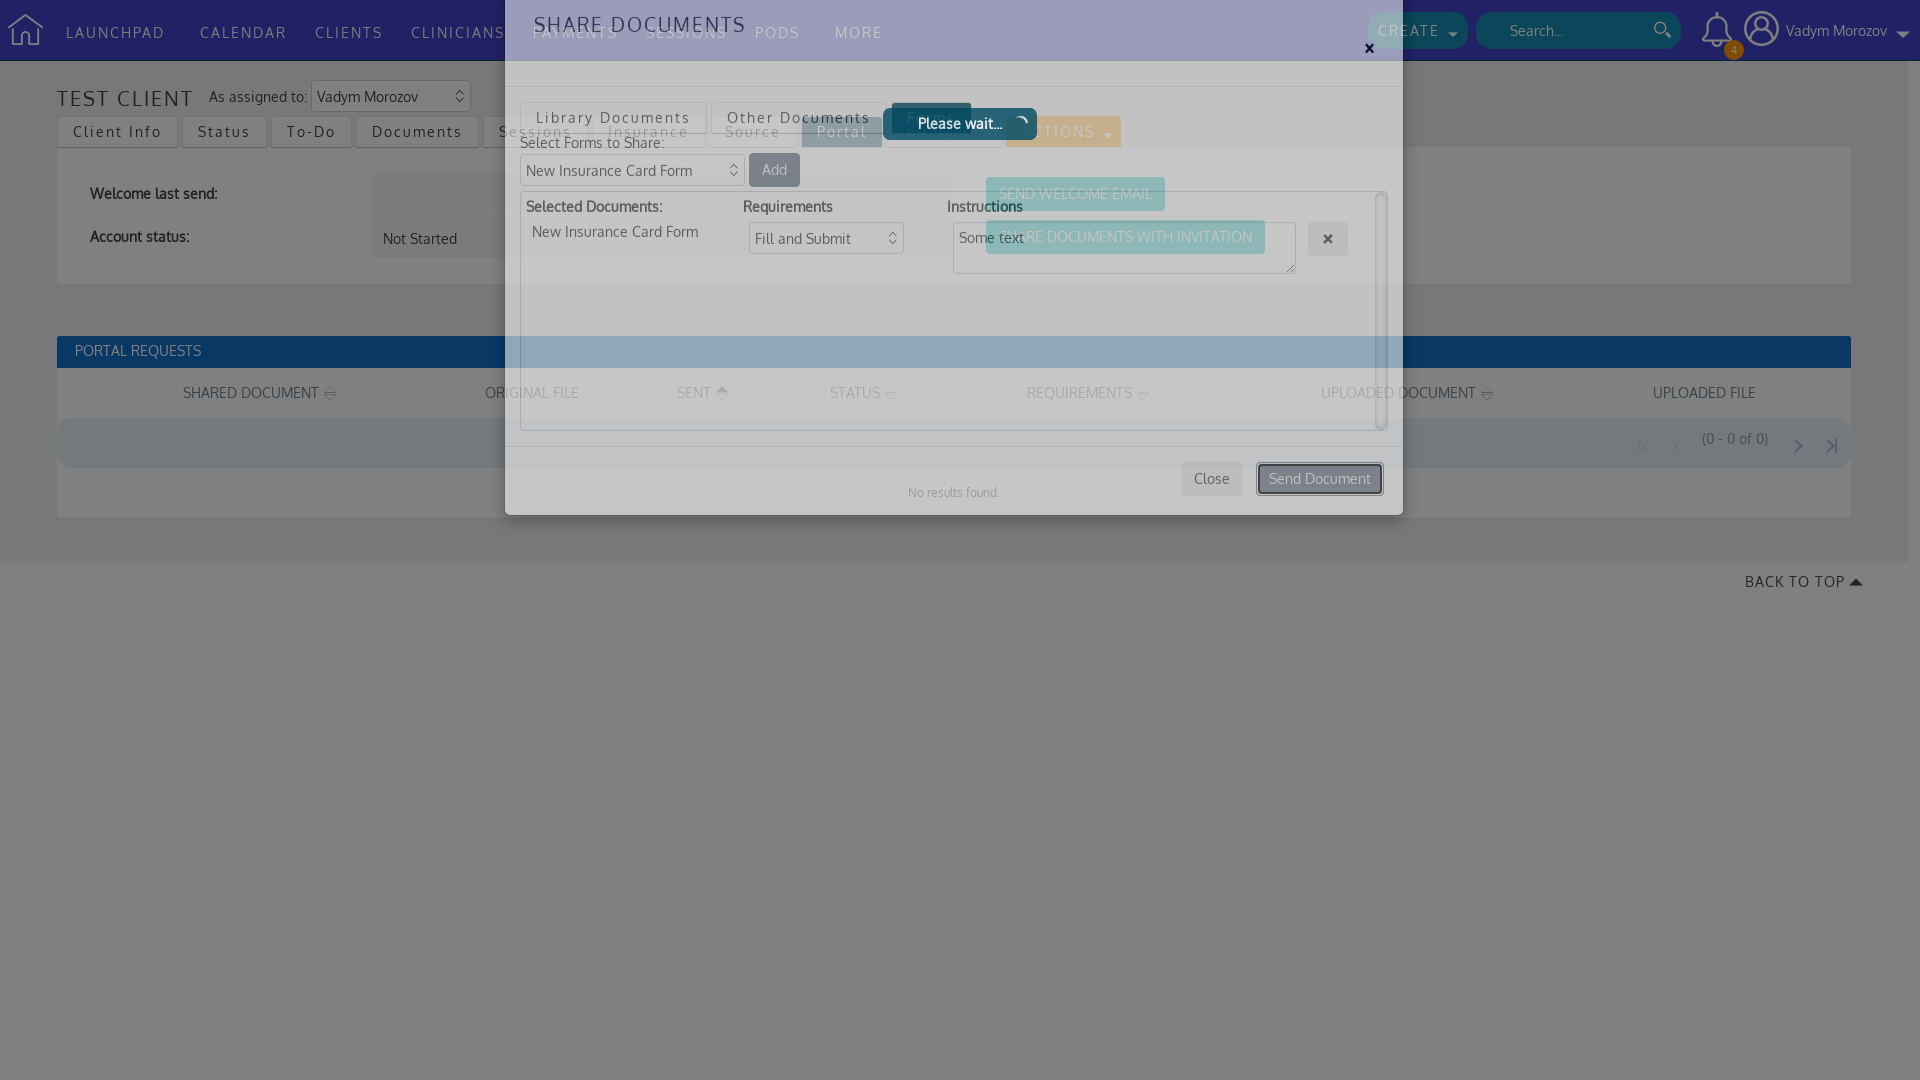 SHARE DOCUMENTS
LAUNCHPAD CALENDAR CLIENTS CLINICIANS PAYMENTS SESSIONS PODS MORE CREATE Search... 4 Vadym Morozov
×
TEST CLIENT As assigned to: Vadym Morozov
Library Documents Other Documents Forms
Please wait...
Client Info Status To-Do Documents Sessions Insurance Source Portal ACTIONS
Select Forms to Share:
New Insurance Card Form Add
Welcome last send: SEND WELCOME EMAIL
Selected Documents: Requirements Instructions
New Insurance Card Form Fill and Submit Some text ×
Account status: Not Started SHARE DOCUMENTS WITH INVITATION
PORTAL REQUESTS
SHARED DOCUMENT ORIGINAL FILE SENT STATUS REQUIREMENTS UPLOADED DOCUMENT UPLOADED FILE
(0 - 0 of 0)
Close Send Document
No results found.
BACK TO TOP